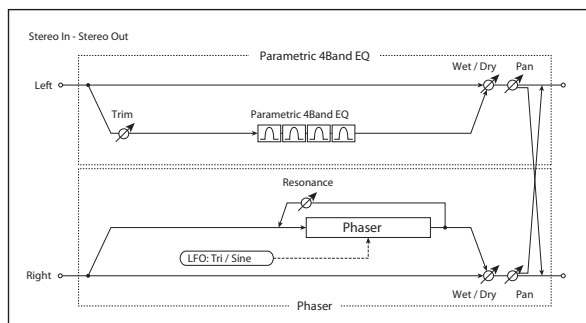 Stereo In - Stereo Out
Parametric 4Band EQ
Wet / Dry
Pan
Left
Trim
Parametric 4Band EQ
Resonance
Phaser
LFO: Tri / Sine
Right
Wet / Dry
Pan
Phaser